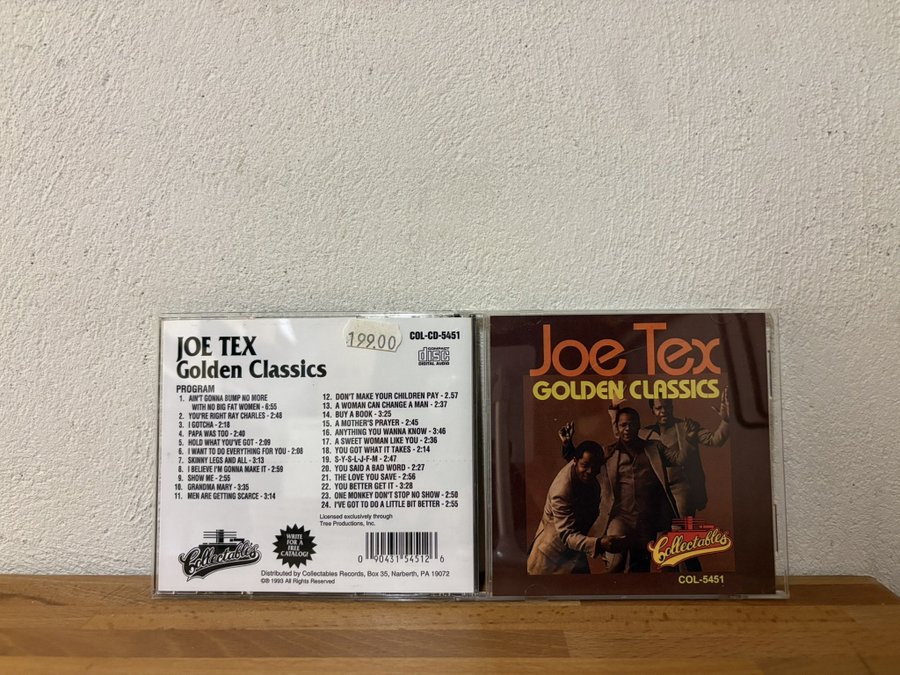 199.00
COL-CD-5451
JOE TEX
Golden Classics
COMPACT
disc
DIGITAL AUDIO
PROGRAM
1. AIN'T GONNA BUMP NO MORE
WITH NO BIG FAT WOMEN - 6:55
2. YOU'RE RIGHT RAY CHARLES - 2:48
3. I GOTCHA - 2:18
4. PAPA WAS TOO - 2:40
5. HOLD WHAT YOU'VE GOT - 2:09
6. I WANT TO DO EVERYTHING FOR YOU - 2:08
7. SKINNY LEGS AND ALL - 3:13
8. I BELIEVE I'M GONNA MAKE IT - 2:59
9. SHOW ME - 2:55
10. GRANDMA MARY - 3:35
11. MEN ARE GETTING SCARCE - 3:14
12. DON'T MAKE YOUR CHILDREN PAY - 2.57
13. A WOMAN CAN CHANGE A MAN - 2:37
14. BUY A BOOK - 3:25
15. A MOTHER'S PRAYER - 2:45
16. ANYTHING YOU WANNA KNOW - 3:46
17. A SWEET WOMAN LIKE YOU - 2:36
18. YOU GOT WHAT IT TAKES - 2:14
19. S-Y-S-L-J-F-M - 2:47
20. YOU SAID A BAD WORD - 2:27
21. THE LOVE YOU SAVE - 2:56
22. YOU BETTER GET IT - 3:28
23. ONE MONKEY DON'T STOP NO SHOW - 2:50
24. I'VE GOT TO DO A LITTLE BIT BETTER - 2:55
Licensed exclusively through
Tree Productions, Inc.
Collectables
WRITE
FOR A
FREE
CATALOG!
0 90431 54512 6
Distributed by Collectables Records, Box 35, Narberth, PA 19072
© ℗ 1993 All Rights Reserved
Joe Tex
GOLDEN CLASSICS
Collectables
COL-5451